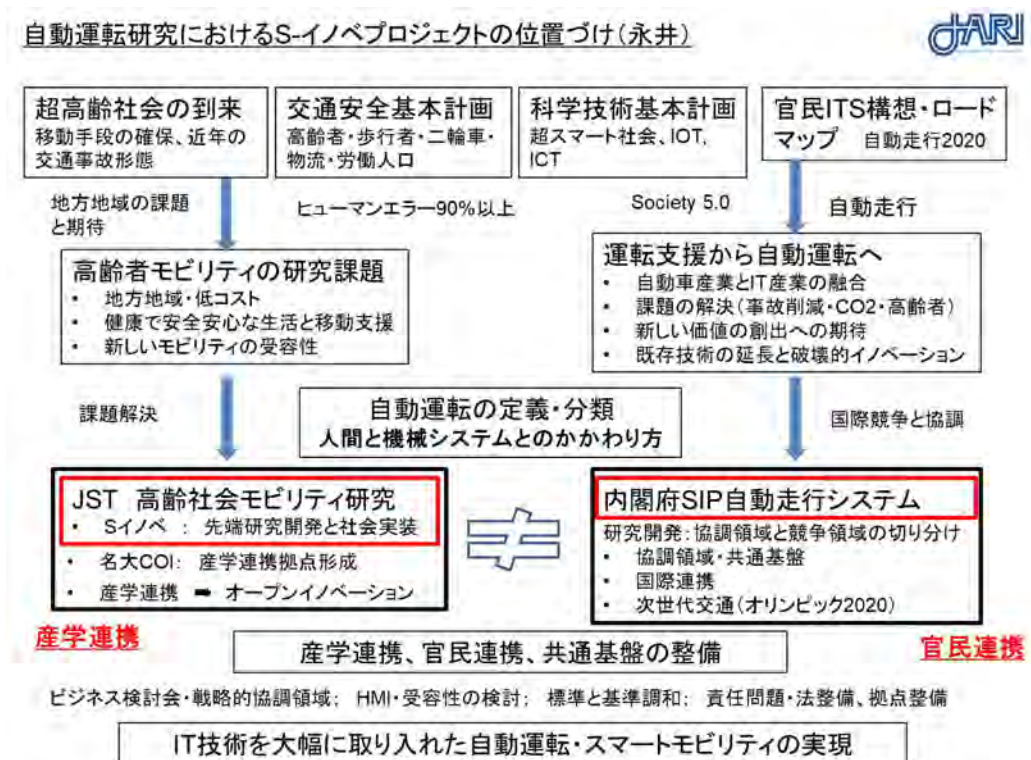 自動運転研究におけるS-イノベプロジェクトの位置づけ(永井)
JARI
超高齢社会の到来
移動手段の確保、近年の
交通事故形態
交通安全基本計画
高齢者・歩行者・二輪車・
物流・労働人口
科学技術基本計画
超スマート社会、IOT,
ICT
官民ITS構想・ロード
マップ 自動走行2020
地方地域の課題
と期待
ヒューマンエラー90%以上
Society 5.0
自動走行
高齢者モビリティの研究課題
• 地方地域・低コスト
• 健康で安全安心な生活と移動支援
• 新しいモビリティの受容性
運転支援から自動運転へ
• 自動車産業とIT産業の融合
• 課題の解決(事故削減・CO2・高齢者)
• 新しい価値の創出への期待
• 既存技術の延長と破壊的イノベーション
課題解決
自動運転の定義・分類
人間と機械システムとのかかわり方
国際競争と協調
JST 高齢社会モビリティ研究
• Sイノベ : 先端研究開発と社会実装
• 名大COI: 産学連携拠点形成
• 産学連携 ➡ オープンイノベーション
内閣府SIP自動走行システム
研究開発:協調領域と競争領域の切り分け
• 協調領域・共通基盤
• 国際連携
• 次世代交通(オリンピック2020)
産学連携
官民連携
産学連携、官民連携、共通基盤の整備
ビジネス検討会・戦略的協調領域; HMI・受容性の検討; 標準と基準調和; 責任問題・法整備、拠点整備
IT技術を大幅に取り入れた自動運転・スマートモビリティの実現